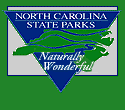 NORTH CAROLINA
STATE PARKS
Naturally
Wonderful